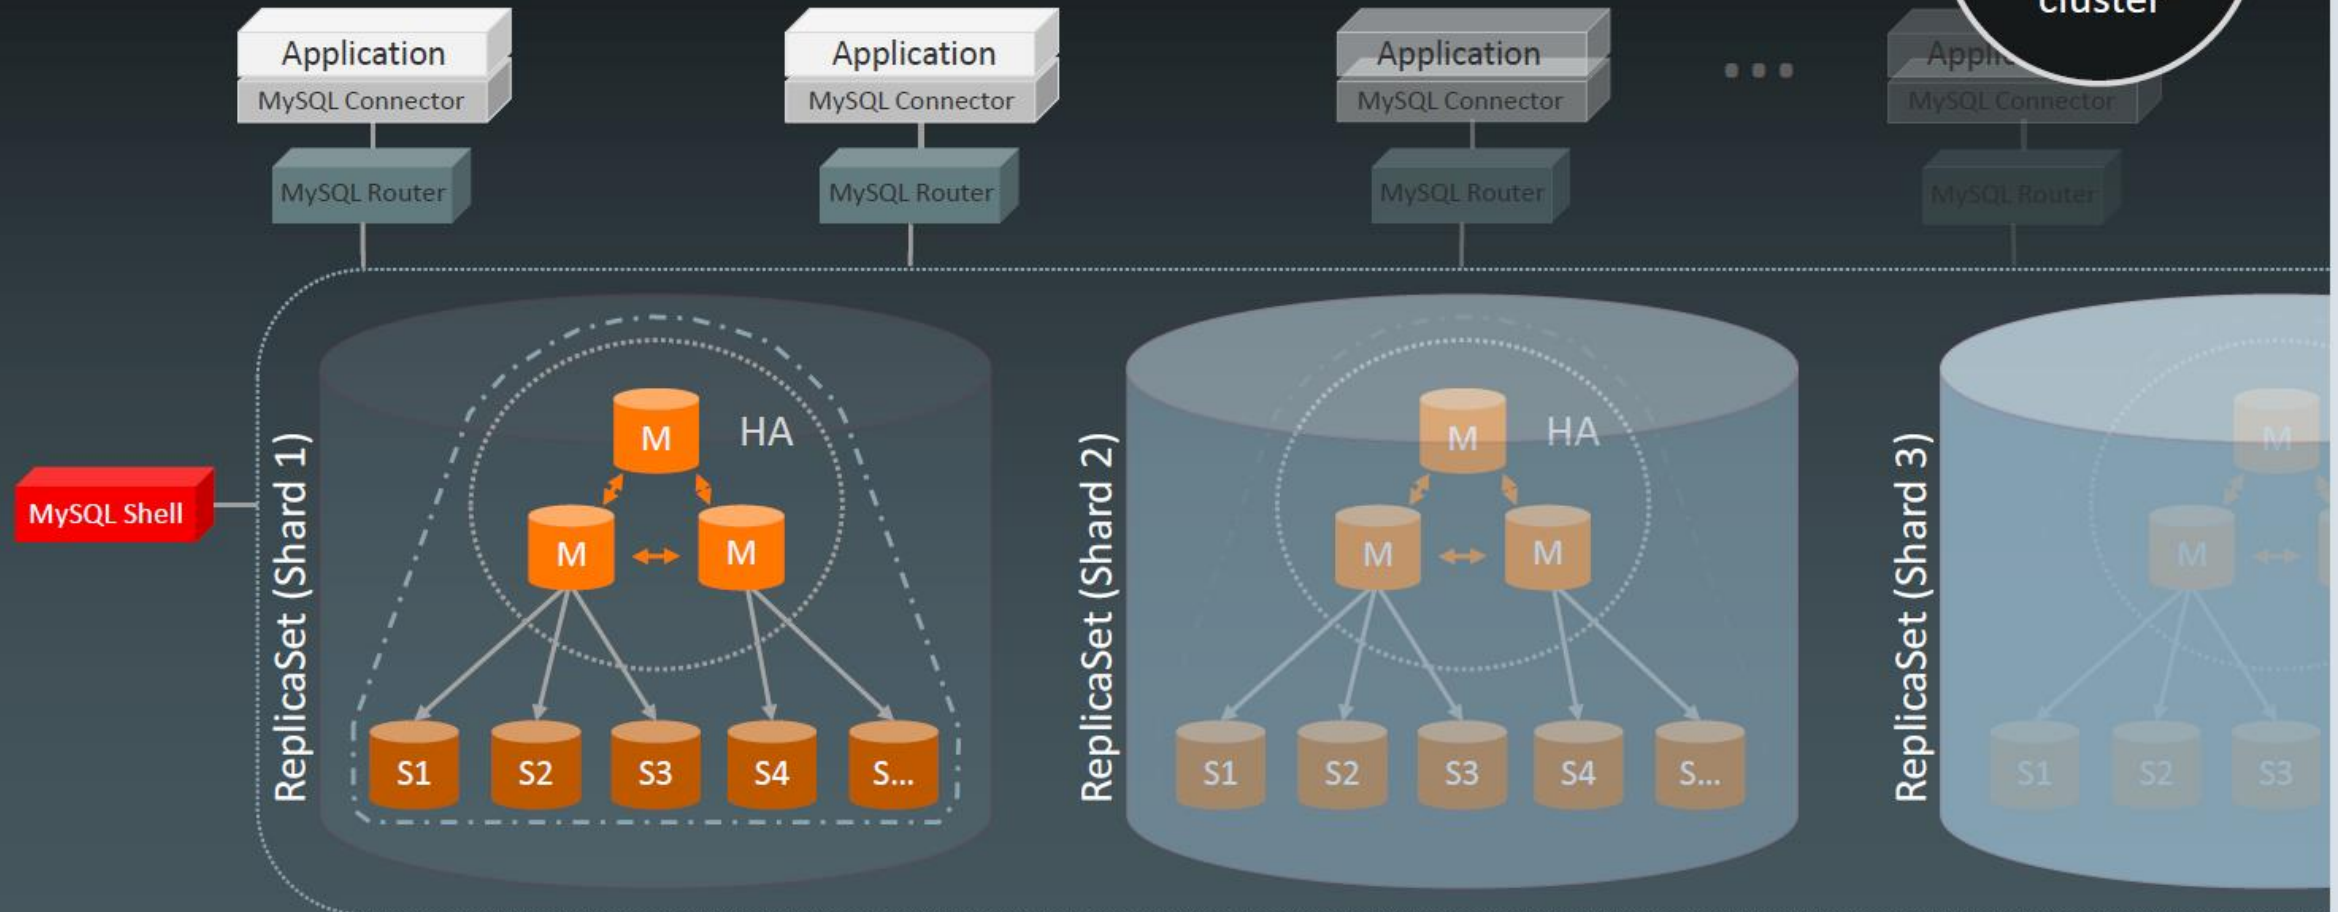 cluster
Application
MySQL Connector
MySQL Router
Application
MySQL Connector
MySQL Router
Application
MySQL Connector
MySQL Router
...
MySQL Connector
MySQL Router
MySQL Shell
ReplicaSet (Shard 1)
HA
M
M
M
S1
S2
S3
S4
S...
ReplicaSet (Shard 2)
HA
M
M
M
S1
S2
S3
S4
S...
ReplicaSet (Shard 3)
M
M
S1
S2
S3